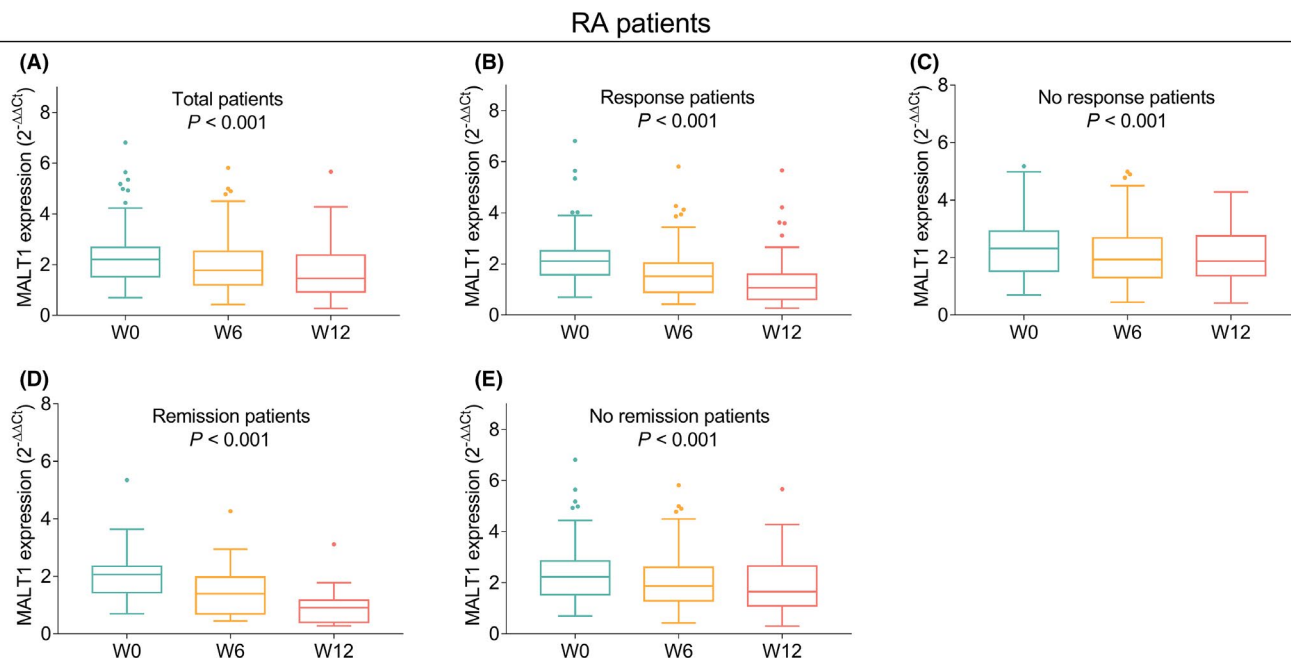 RA patients
(A)
Total patients
P < 0.001
MALT1 expression (2-ΔΔCt)
8
6
4
2
0
W0 W6 W12
(B)
Response patients
P < 0.001
MALT1 expression (2-ΔΔCt)
8
6
4
2
0
W0 W6 W12
(C)
No response patients
P < 0.001
MALT1 expression (2-ΔΔCt)
8
6
4
2
0
W0 W6 W12
(D)
Remission patients
P < 0.001
MALT1 expression (2-ΔΔCt)
8
6
4
2
0
W0 W6 W12
(E)
No remission patients
P < 0.001
MALT1 expression (2-ΔΔCt)
8
6
4
2
0
W0 W6 W12